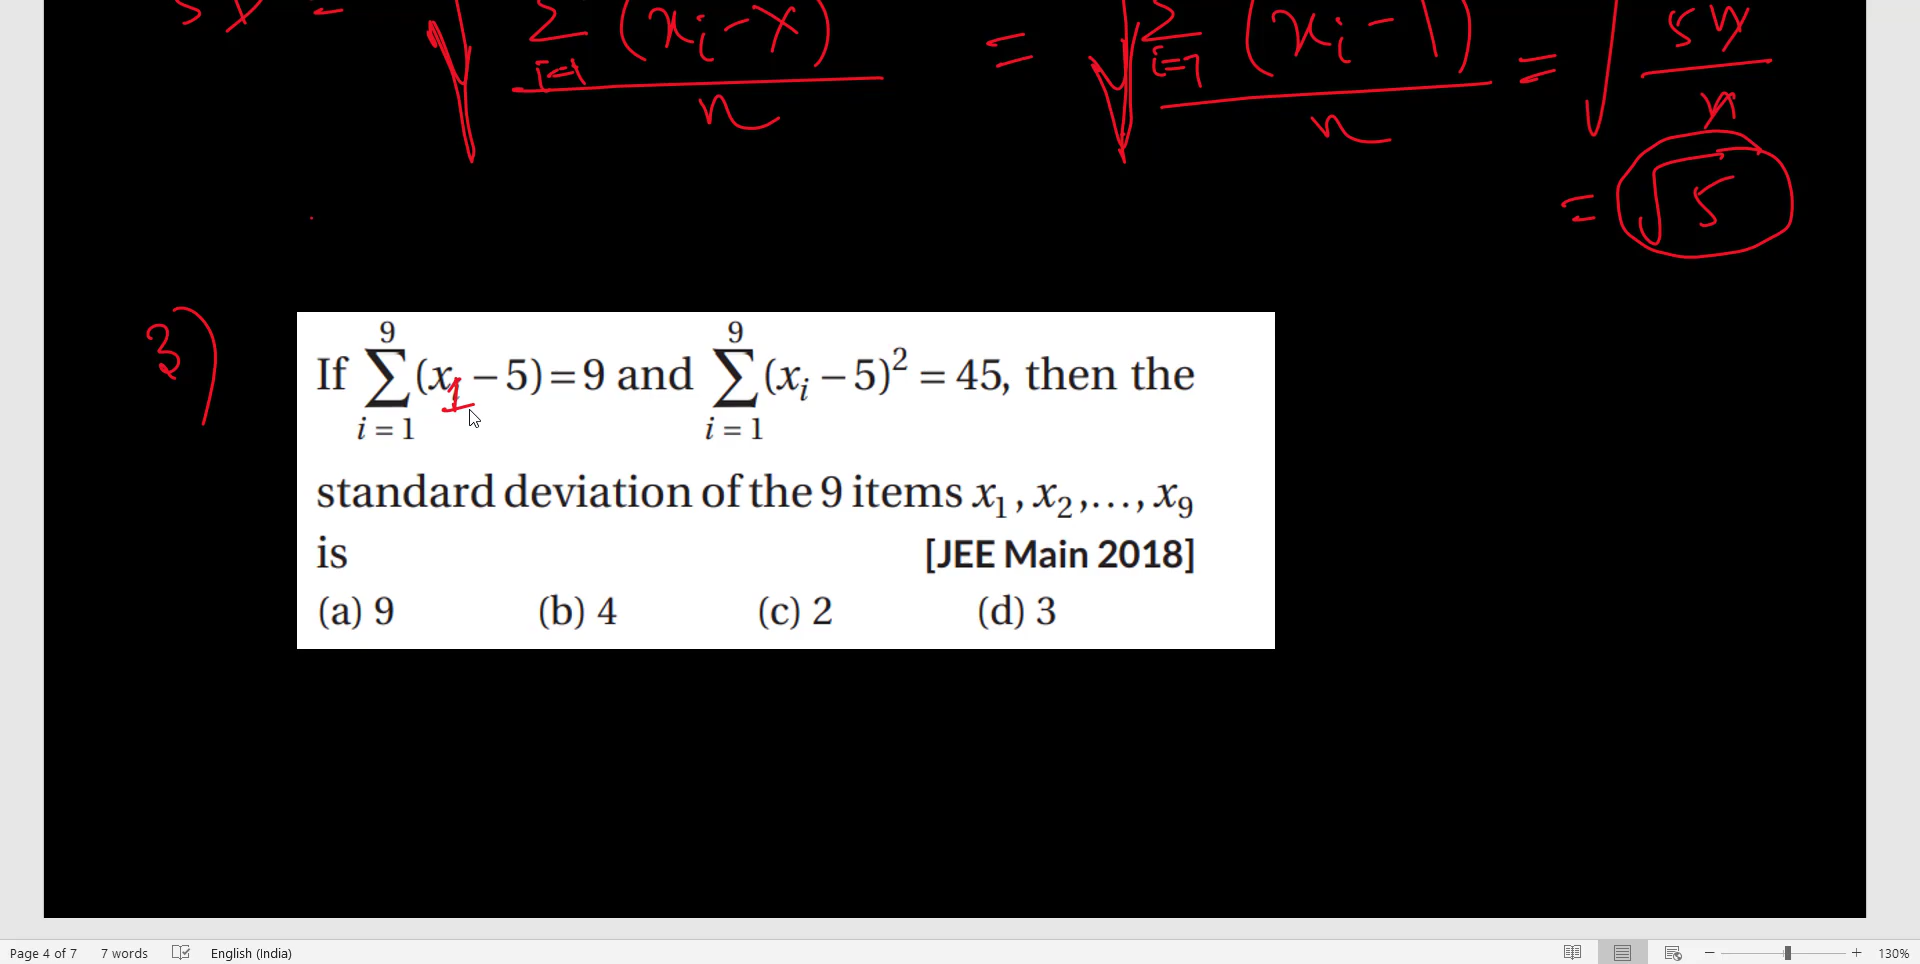 Sx = √ Σ i=1 (xi - x) / n = √ Σ i=1 (xi - 1) / n = √ 5n / n
= √5
3)
If 9 Σ i = 1 (xi − 5) = 9 and 9 Σ i = 1 (xi − 5)² = 45, then the
standard deviation of the 9 items x1, x2,..., x9
is [JEE Main 2018]
(a) 9 (b) 4 (c) 2 (d) 3
Page 4 of 7 7 words English (India) 130%